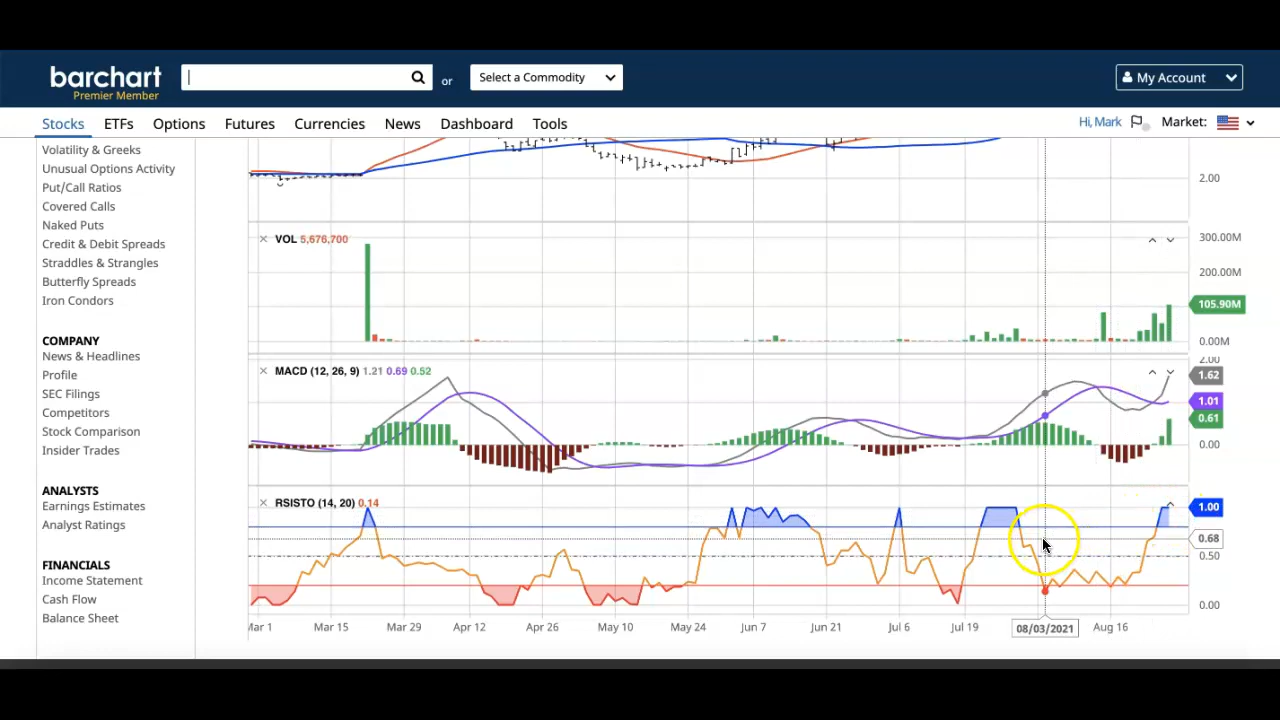 barchart
Premier Member
or
Select a Commodity
My Account
Stocks
ETFs
Options
Futures
Currencies
News
Dashboard
Tools
Hi, Mark
Market:
Volatility & Greeks
Unusual Options Activity
Put/Call Ratios
Covered Calls
Naked Puts
Credit & Debit Spreads
Straddles & Strangles
Butterfly Spreads
Iron Condors
COMPANY
News & Headlines
Profile
SEC Filings
Competitors
Stock Comparison
Insider Trades
ANALYSTS
Earnings Estimates
Analyst Ratings
FINANCIALS
Income Statement
Cash Flow
Balance Sheet
2.00
VOL 5,676,700
300.00M
200.00M
105.90M
0.00M
MACD (12, 26, 9) 1.21 0.69 0.52
2.00
1.62
1.01
0.61
0.00
RSISTO (14, 20) 0.14
1.00
0.68
0.50
0.00
Mar 1
Mar 15
Mar 29
Apr 12
Apr 26
May 10
May 24
Jun 7
Jun 21
Jul 6
Jul 19
08/03/2021
Aug 16